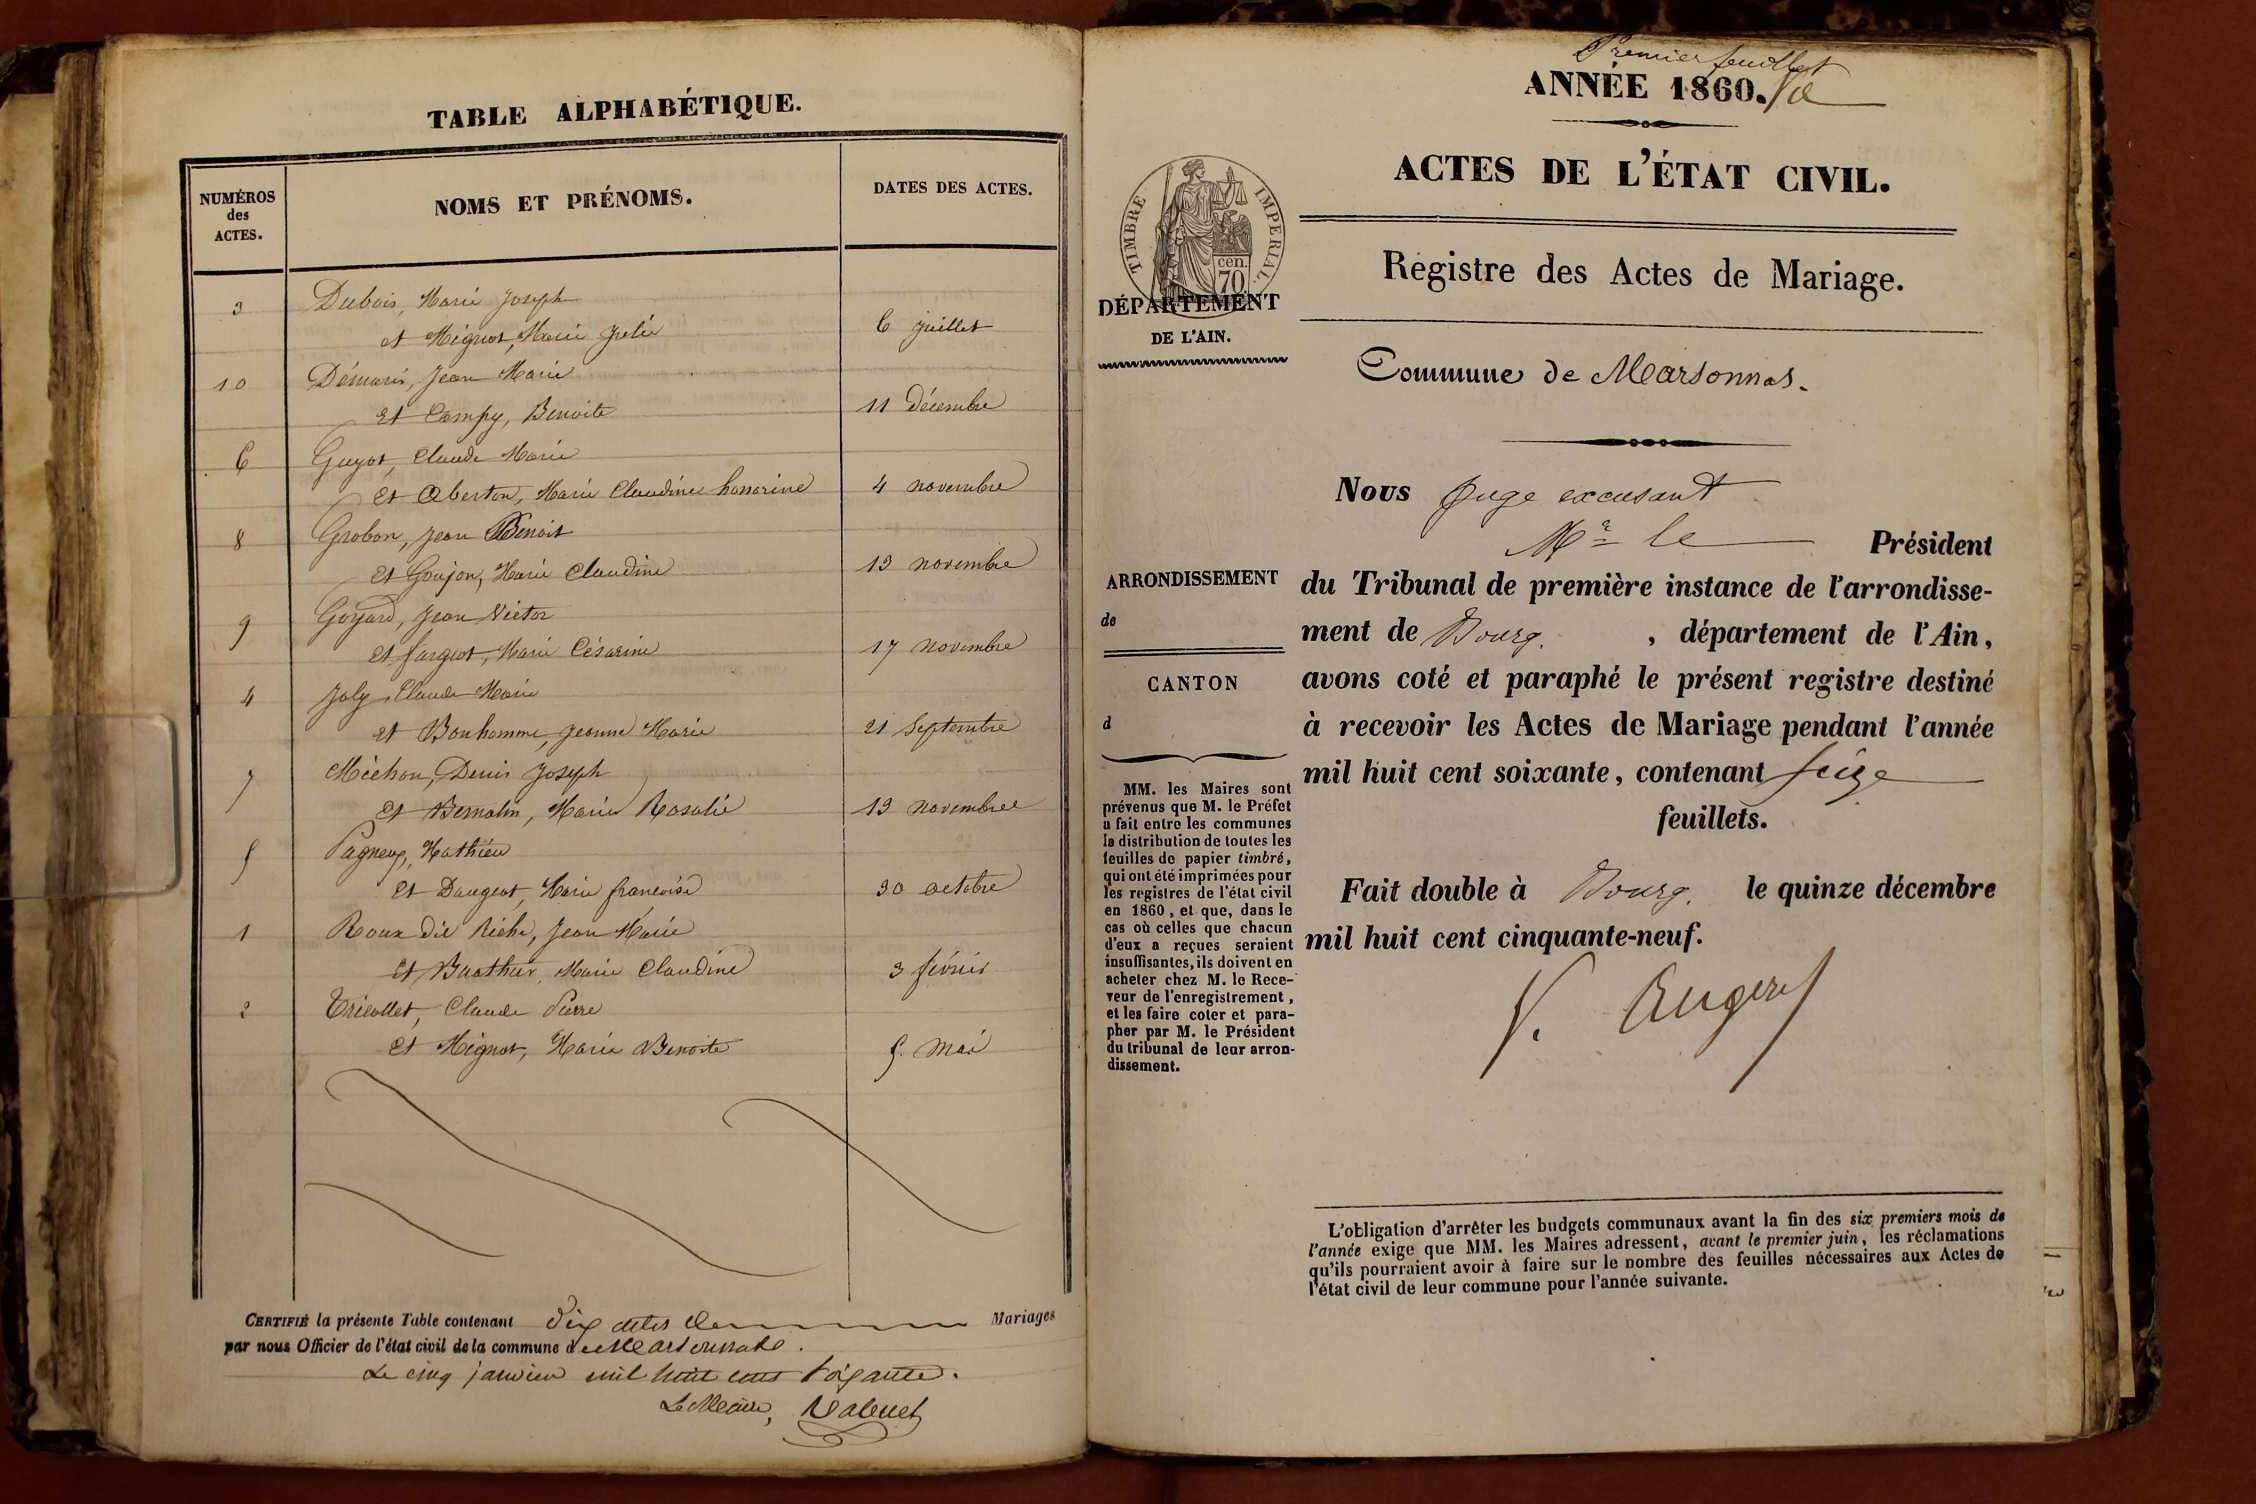 TABLE ALPHABÉTIQUE.
NUMÉROS
des
ACTES.
NOMS ET PRÉNOMS.
DATES DES ACTES.
3 Dubois, Marie Joseph
et Mignot, Marie Julie 6 juillet
10 Démaris, Jean Marie
et Campy, Benoite 11 décembre
6 Guyot, Claude Marie
et Marie Claudine honorine 4 novembre
8 Grobon, Jean Benoit
et Goujon, Marie Claudine 13 novembre
9 Goyard, Jean Victor
et fargeot, Marie Césarine 17 novembre
4 Joly, Claude Marie
et Bonhomme, Jeanne Marie 21 Septembre
7 Méchon, Denis Joseph
et Bernalin, Marie Rosalie 13 novembre
5 Pagneux, Mathieu
et Daugeot, Marie françoise 30 octobre
1 Roux dit Riche, Jean Marie
et Marie Claudine 3 février
2 Tricollet, Claude Pierre
et Mignot, Marie Benoite 5 Mai
CERTIFIÉ la présente Table contenant dix actes de Mariages
par nous Officier de l'état civil de la commune de Marsonnas.
Le cinq janvier mil huit cent soixante.
Le Maire,
Premier feuillet
ANNÉE 1860.
ACTES DE L'ÉTAT CIVIL.
TIMBRE IMPERIAL
cen.
70
Registre des Actes de Mariage.
DÉPARTEMENT
DE L'AIN.
Commune de Marsonnas.
Nous Juge excusant
Mr le Président
ARRONDISSEMENT
de
CANTON
d
du Tribunal de première instance de l'arrondisse-
ment de Bourg. , département de l'Ain,
avons coté et paraphé le présent registre destiné
à recevoir les Actes de Mariage pendant l'année
mil huit cent soixante, contenant seize
feuillets.
Fait double à Bourg. le quinze décembre
mil huit cent cinquante-neuf.
MM. les Maires sont
prévenus que M. le Préfet
a fait entre les communes
la distribution de toutes les
feuilles de papier timbré,
qui ont été imprimées pour
les registres de l'état civil
en 1860, et que, dans le
cas où celles que chacun
d'eux a reçues seraient
insuffisantes, ils doivent en
acheter chez M. le Rece-
veur de l'enregistrement,
et les faire coter et para-
pher par M. le Président
du tribunal de leur arron-
dissement.
L'obligation d'arrêter les budgets communaux avant la fin des six premiers mois de
l'année exige que MM. les Maires adressent, avant le premier juin, les réclamations
qu'ils pourraient avoir à faire sur le nombre des feuilles nécessaires aux Actes de
l'état civil de leur commune pour l'année suivante.